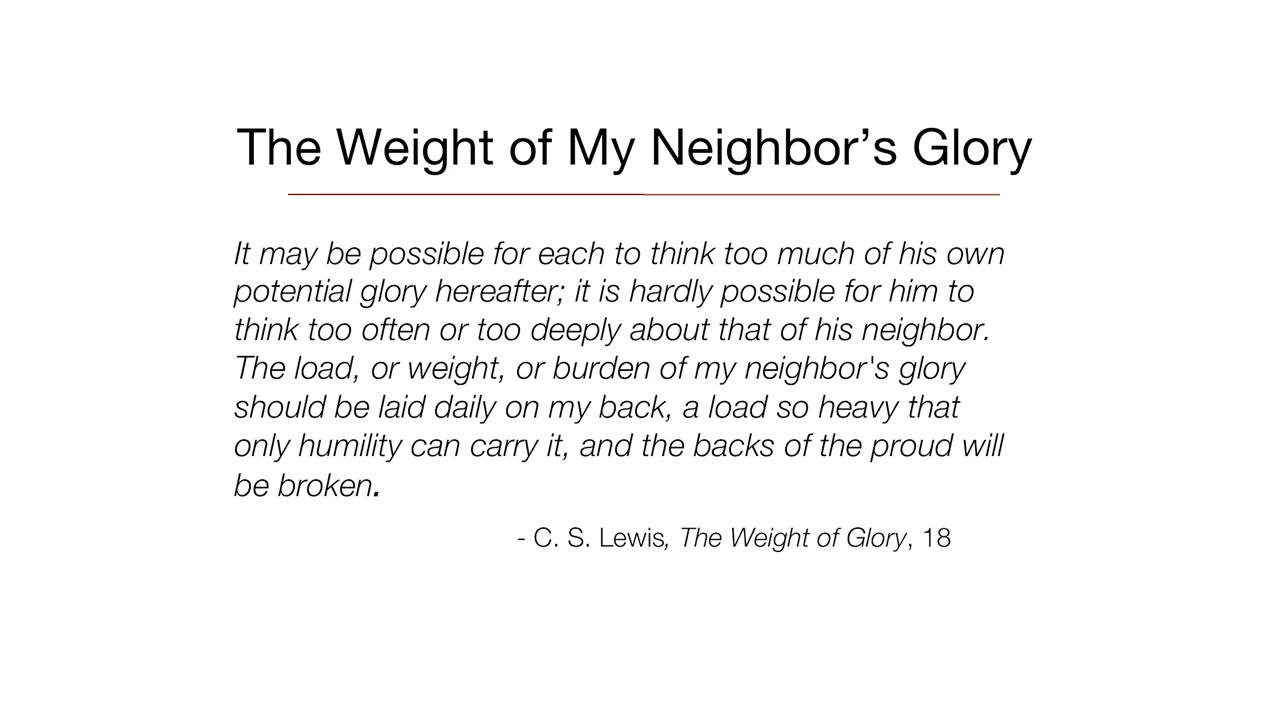 The Weight of My Neighbor’s Glory
It may be possible for each to think too much of his own
potential glory hereafter; it is hardly possible for him to
think too often or too deeply about that of his neighbor.
The load, or weight, or burden of my neighbor's glory
should be laid daily on my back, a load so heavy that
only humility can carry it, and the backs of the proud will
be broken.
- C. S. Lewis, The Weight of Glory, 18